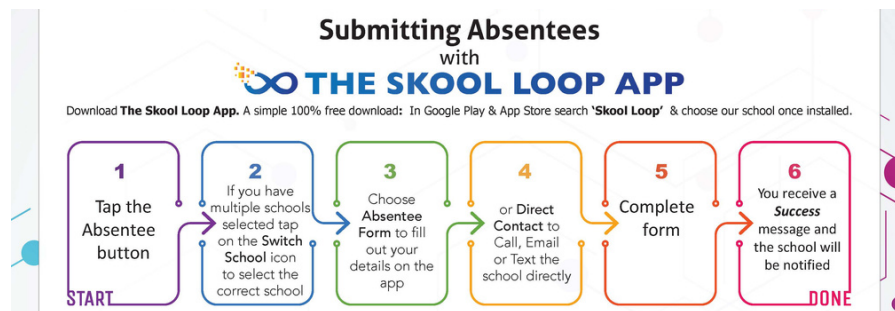 Submitting Absentees
with
THE SKOOL LOOP APP
Download The Skool Loop App. A simple 100% free download: In Google Play & App Store search ‘Skool Loop’ & choose our school once installed.
1
Tap the
Absentee
button
START
2
If you have
multiple schools
selected tap
on the Switch
School icon
to select the
correct school
3
Choose
Absentee
Form to fill
out your
details on the
app
4
or Direct
Contact to
Call, Email
or Text the
school directly
5
Complete
form
6
You receive a
Success
message and
the school will
be notified
DONE